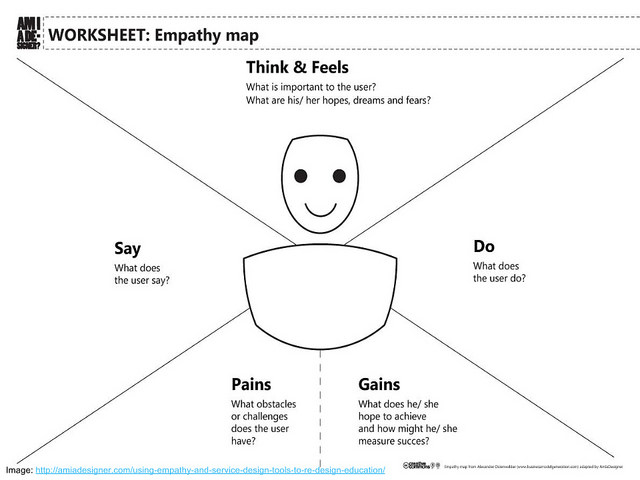 AM I
A DE-
SIGNER?
WORKSHEET: Empathy map
Think & Feels
What is important to the user?
What are his/ her hopes, dreams and fears?
Say
What does
the user say?
Do
What does
the user do?
Pains
What obstacles
or challenges
does the user
have?
Gains
What does he/ she
hope to achieve
and how might he/ she
measure succes?
Image: http://amiadesigner.com/using-empathy-and-service-design-tools-to-re-design-education/
creative commons
Empathy map from Alexander Osterwalder (www.businessmodelgeneration.com) adapted by AmIaDesigner